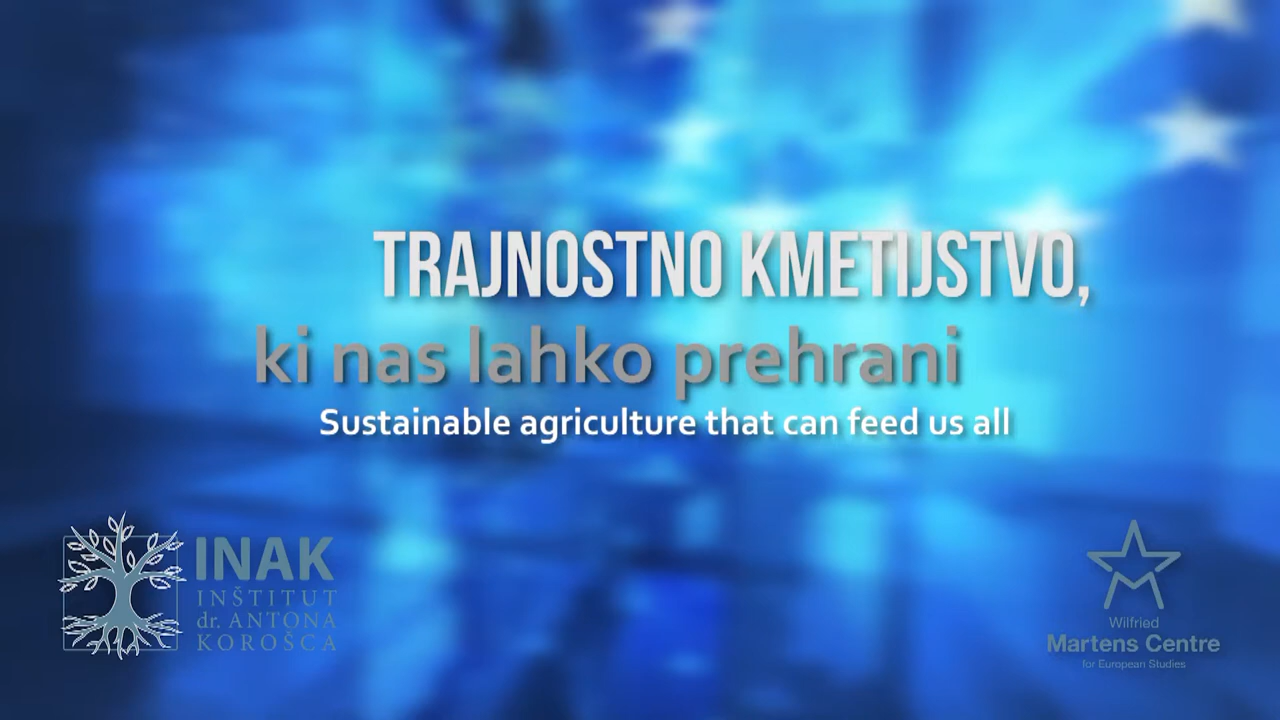 TRAJNOSTNO KMETIJSTVO,
ki nas lahko prehrani
Sustainable agriculture that can feed us all
INAK
INŠTITUT
dr. ANTONA
KOROŠCA
Wilfried
Martens Centre
for European Studies